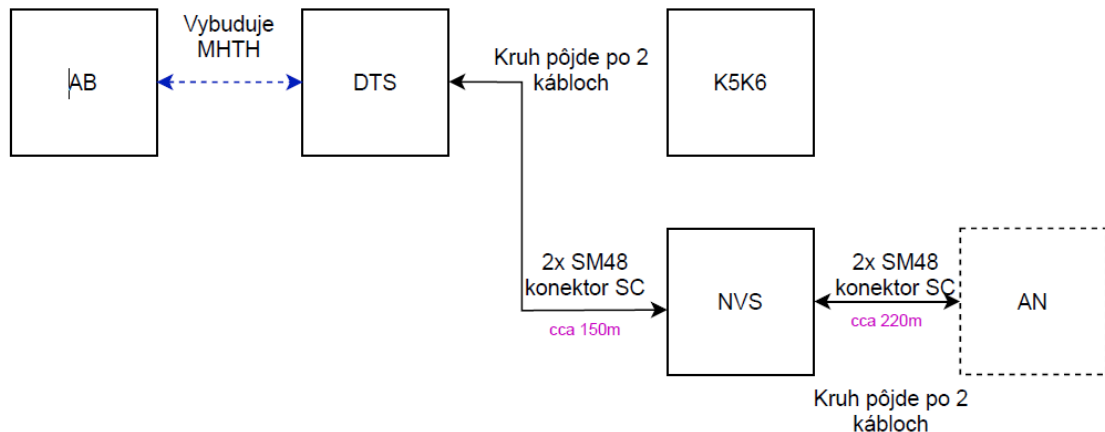 Vybuduje
MHTH
AB
DTS
Kruh pôjde po 2
kábloch
K5K6
2x SM48
konektor SC
cca 150m
NVS
2x SM48
konektor SC
cca 220m
AN
Kruh pôjde po 2
kábloch